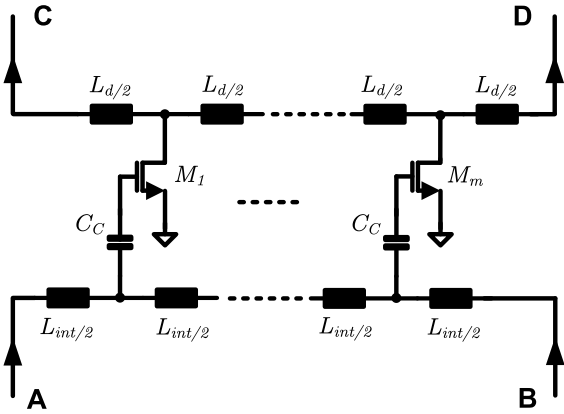 C D
L_{d/2} L_{d/2} L_{d/2} L_{d/2}
M_1 M_m
C_C C_C
L_{int/2} L_{int/2} L_{int/2} L_{int/2}
A B